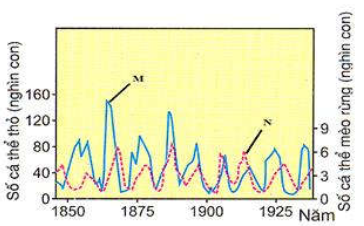 Số cá thể thỏ (nghìn con)
160
120
80
40
0
M
N
9
6
3
0
Số cá thể mèo rừng (nghìn con)
1850
1875
1900
1925
Năm